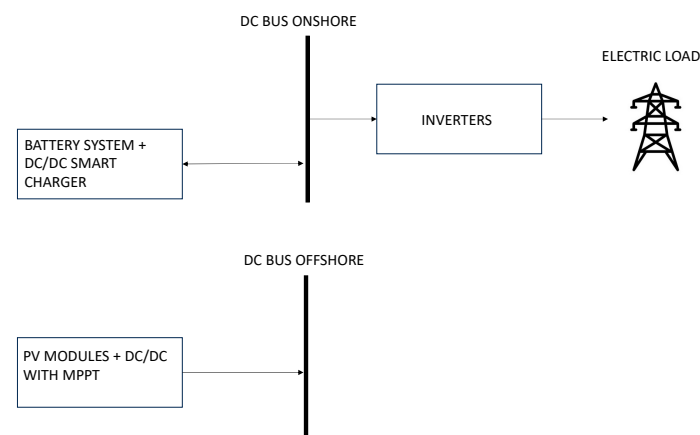 DC BUS ONSHORE
ELECTRIC LOAD
INVERTERS
BATTERY SYSTEM +
DC/DC SMART
CHARGER
DC BUS OFFSHORE
PV MODULES + DC/DC
WITH MPPT